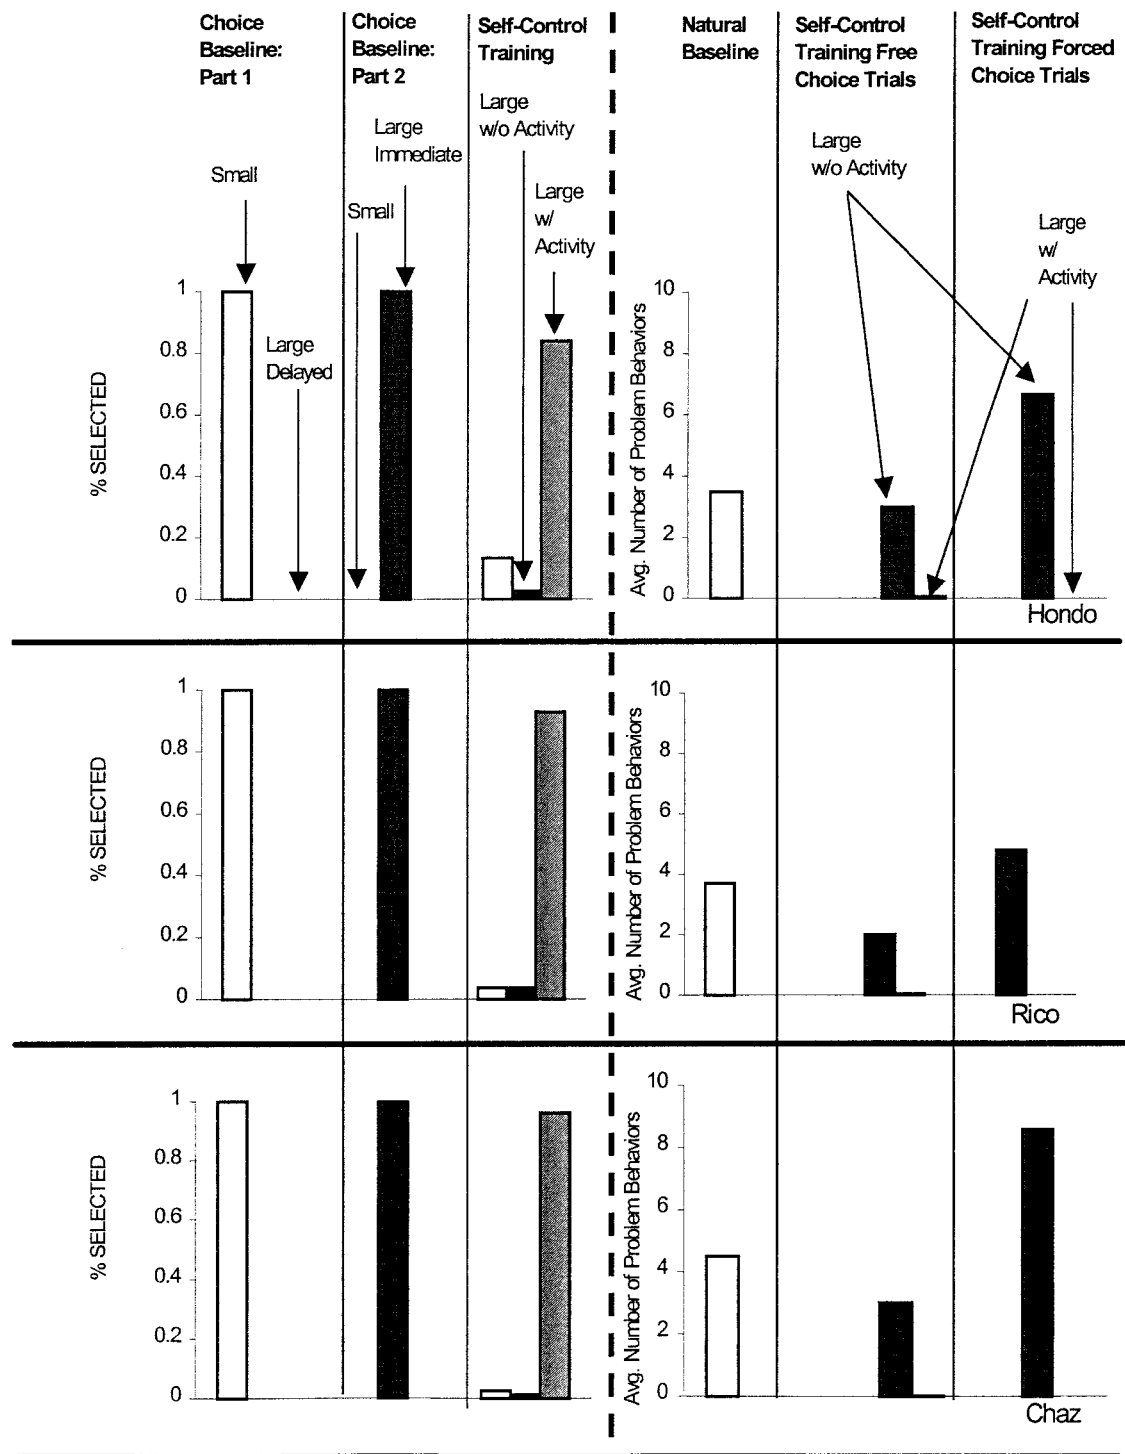 Choice
Baseline:
Part 1
Choice
Baseline:
Part 2
Self-Control
Training
Natural
Baseline
Self-Control
Training Free
Choice Trials
Self-Control
Training Forced
Choice Trials
Small
Large
Delayed
Small
Large
Immediate
Large
w/o Activity
Large
w/
Activity
Large
w/o Activity
Large
w/
Activity
% SELECTED
1
0.8
0.6
0.4
0.2
0
Avg. Number of Problem Behaviors
10
8
6
4
2
0
Hondo
% SELECTED
1
0.8
0.6
0.4
0.2
0
Avg. Number of Problem Behaviors
10
8
6
4
2
0
Rico
% SELECTED
1
0.8
0.6
0.4
0.2
0
Avg. Number of Problem Behaviors
10
8
6
4
2
0
Chaz